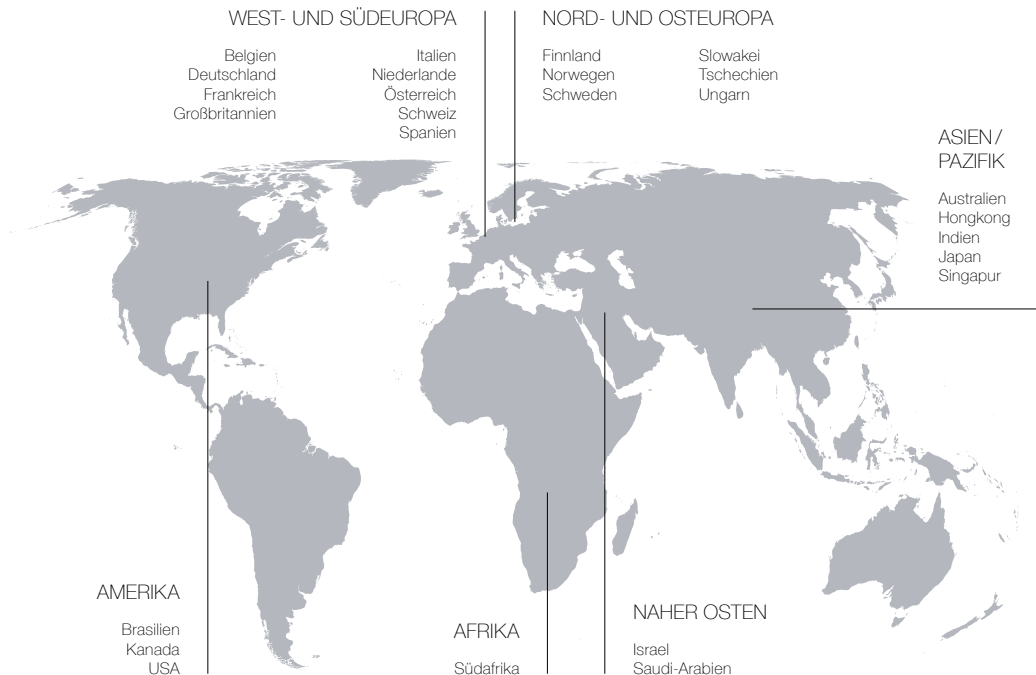 WEST- UND SÜDEUROPA
Belgien
Deutschland
Frankreich
Großbritannien
Italien
Niederlande
Österreich
Schweiz
Spanien
NORD- UND OSTEUROPA
Finnland
Norwegen
Schweden
Slowakei
Tschechien
Ungarn
ASIEN /
PAZIFIK
Australien
Hongkong
Indien
Japan
Singapur
AMERIKA
Brasilien
Kanada
USA
AFRIKA
Südafrika
NAHER OSTEN
Israel
Saudi-Arabien